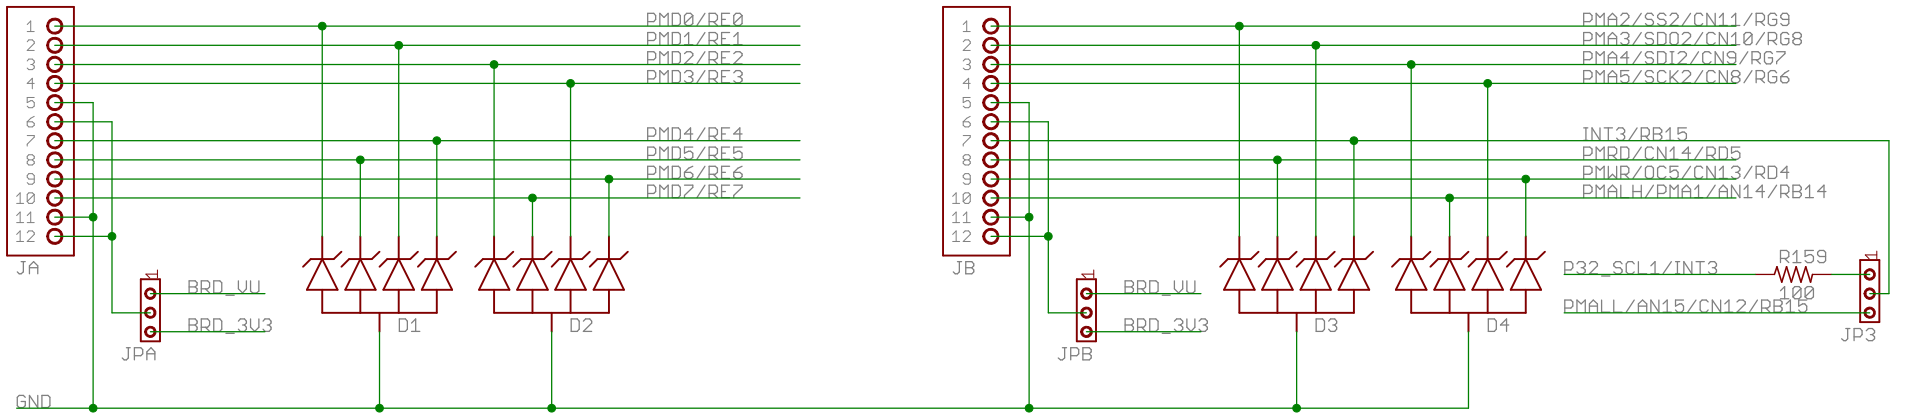 1 PMD0/RE0
2 PMD1/RE1
3 PMD2/RE2
4 PMD3/RE3
5
6
7 PMD4/RE4
8 PMD5/RE5
9 PMD6/RE6
10 PMD7/RE7
11
12
JA
1
BRD_VU
BRD_3V3
JPA
D1
D2
GND
1 PMA2/SS2/CN11/RG9
2 PMA3/SDO2/CN10/RG8
3 PMA4/SDI2/CN9/RG7
4 PMA5/SCK2/CN8/RG6
5
6
7 INT3/RB15
8 PMRD/CN14/RD5
9 PMWR/OC5/CN13/RD4
10 PMALH/PMA1/AN14/RB14
11
12
JB
1
BRD_VU
BRD_3V3
JPB
D3
D4
P32_SCL1/INT3
R159
100
1
PMALL/AN15/CN12/RB15
JP3